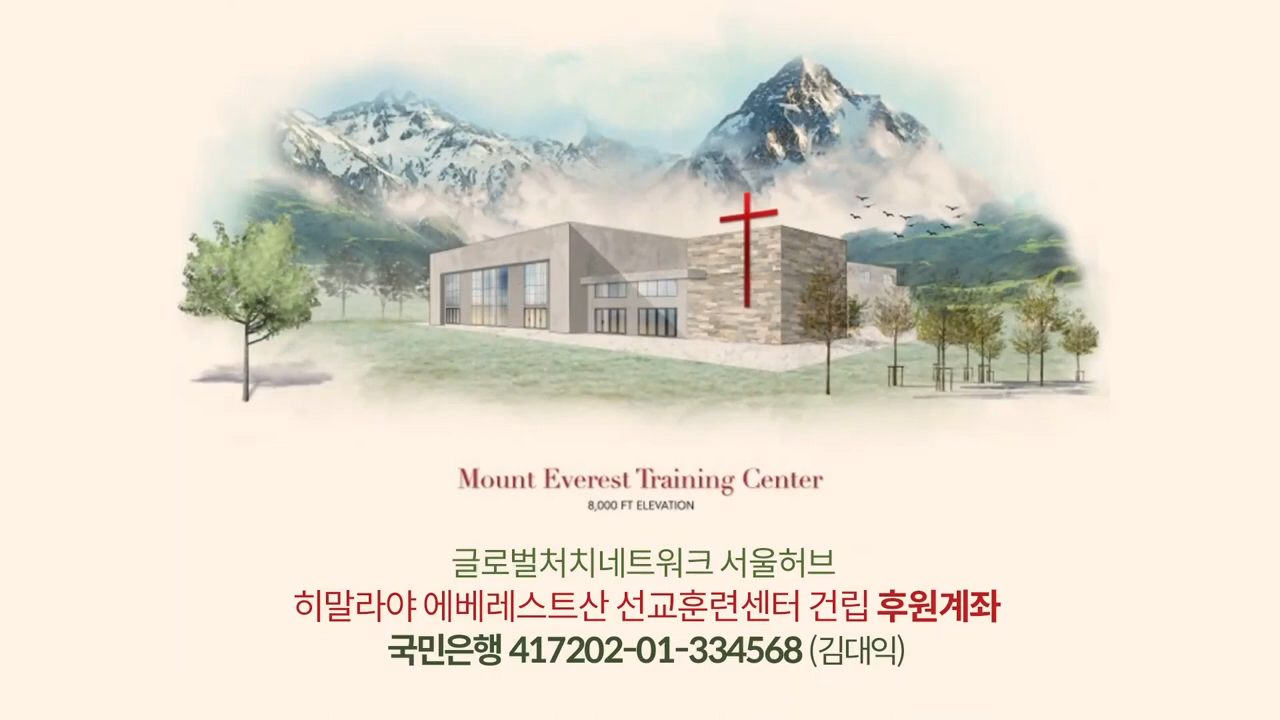 Mount Everest Training Center
8,000 FT ELEVATION
글로벌처치네트워크 서울허브
히말라야 에베레스트산 선교훈련센터 건립 후원계좌
국민은행 417202-01-334568 (김대익)